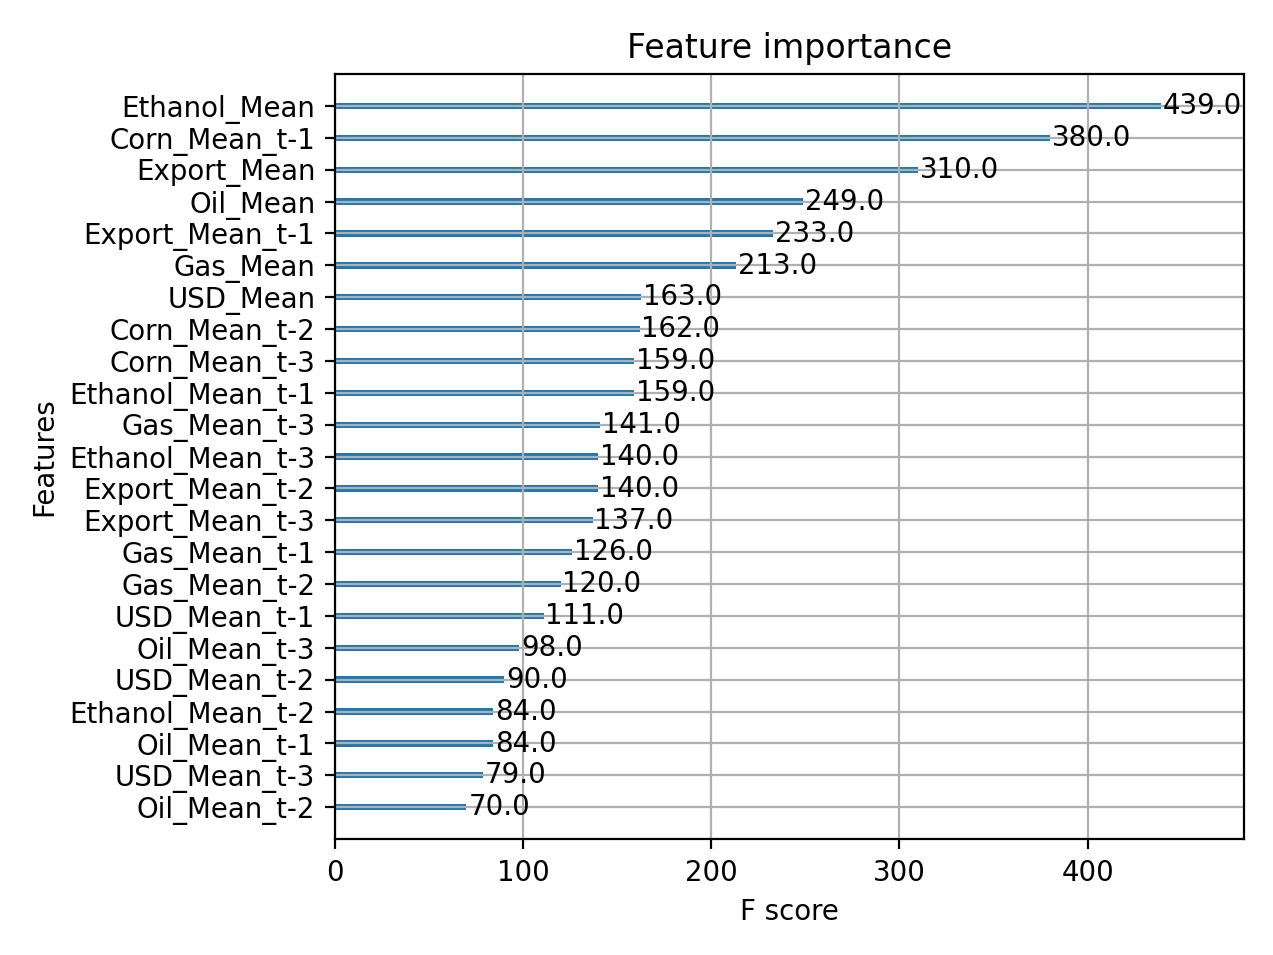 Feature importance
Ethanol_Mean 439.0
Corn_Mean_t-1 380.0
Export_Mean 310.0
Oil_Mean 249.0
Export_Mean_t-1 233.0
Gas_Mean 213.0
USD_Mean 163.0
Corn_Mean_t-2 162.0
Corn_Mean_t-3 159.0
Ethanol_Mean_t-1 159.0
Gas_Mean_t-3 141.0
Ethanol_Mean_t-3 140.0
Export_Mean_t-2 140.0
Export_Mean_t-3 137.0
Gas_Mean_t-1 126.0
Gas_Mean_t-2 120.0
USD_Mean_t-1 111.0
Oil_Mean_t-3 98.0
USD_Mean_t-2 90.0
Ethanol_Mean_t-2 84.0
Oil_Mean_t-1 84.0
USD_Mean_t-3 79.0
Oil_Mean_t-2 70.0
Features
0 100 200 300 400
F score